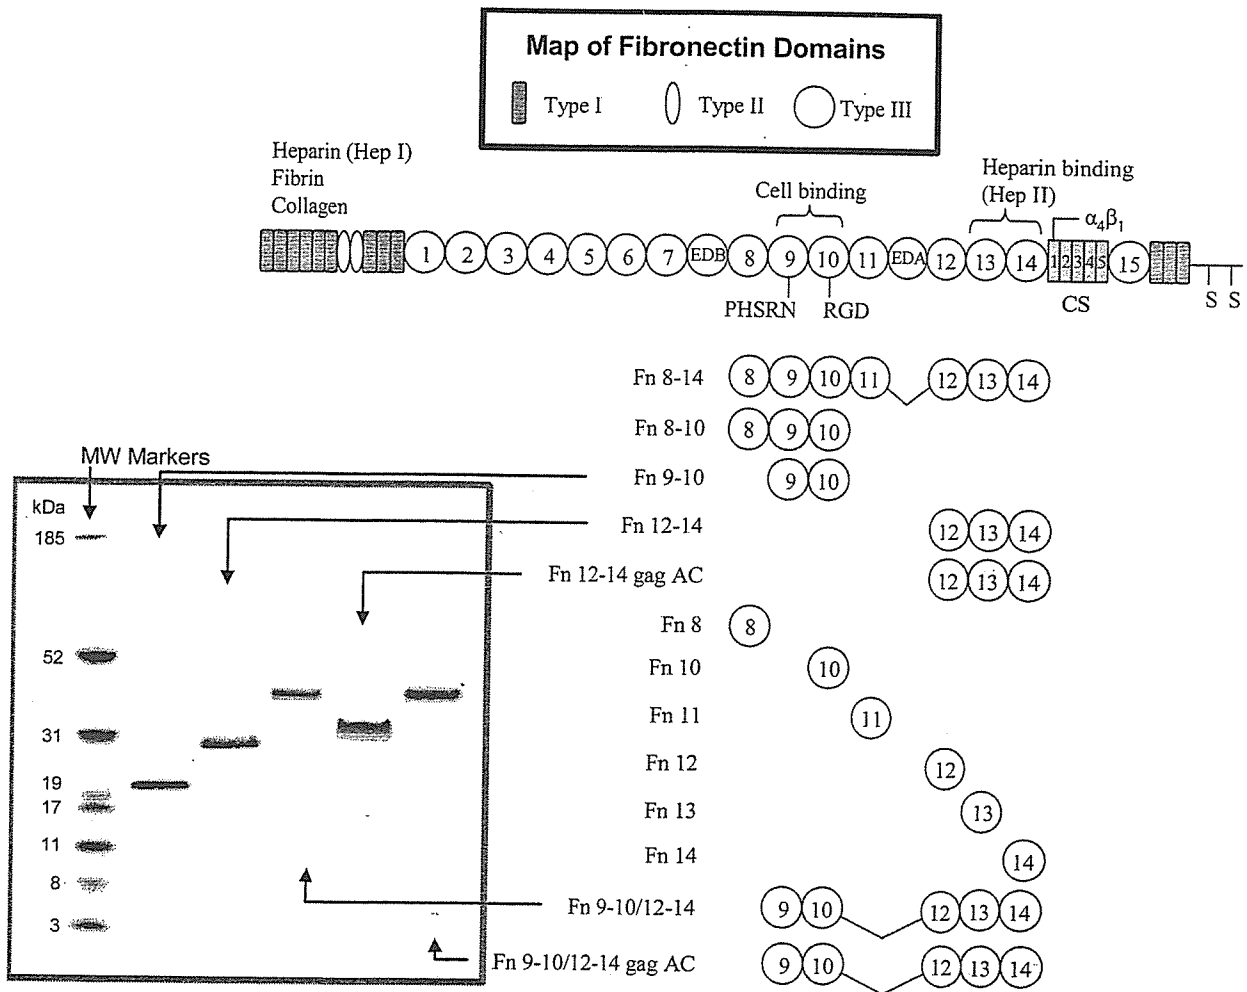 Map of Fibronectin Domains
Type I
Type II
Type III
Heparin (Hep I)
Fibrin
Collagen
Cell binding
Heparin binding
(Hep II)
α4β1
1 2 3 4 5 6 7 EDB 8 9 10 11 EDA 12 13 14 1 2 3 4 5 15
PHSRN
RGD
CS
S S
Fn 8-14 8 9 10 11 12 13 14
Fn 8-10 8 9 10
Fn 9-10 9 10
Fn 12-14 12 13 14
Fn 12-14 gag AC 12 13 14
Fn 8 8
Fn 10 10
Fn 11 11
Fn 12 12
Fn 13 13
Fn 14 14
Fn 9-10/12-14 9 10 12 13 14
Fn 9-10/12-14 gag AC 9 10 12 13 14
MW Markers
kDa
185
52
31
19
17
11
8
3